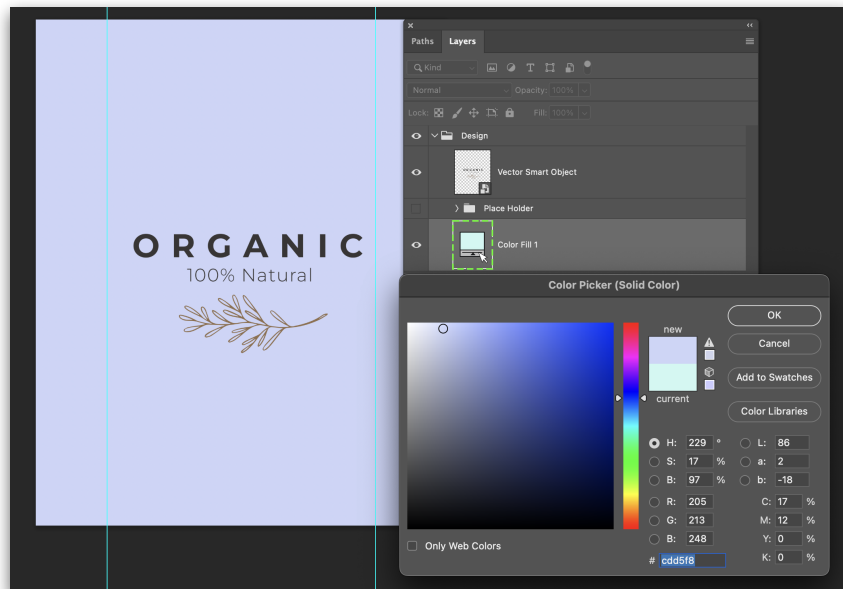 Paths Layers
Kind
Normal Opacity: 100%
Lock: Fill: 100%
Design
Vector Smart Object
Place Holder
Color Fill 1
ORGANIC
100% Natural
Color Picker (Solid Color)
new
current
OK
Cancel
Add to Swatches
Color Libraries
H: 229 ° L: 86
S: 17 % a: 2
B: 97 % b: -18
R: 205 C: 17 %
G: 213 M: 12 %
B: 248 Y: 0 %
# cdd5f8 K: 0 %
Only Web Colors